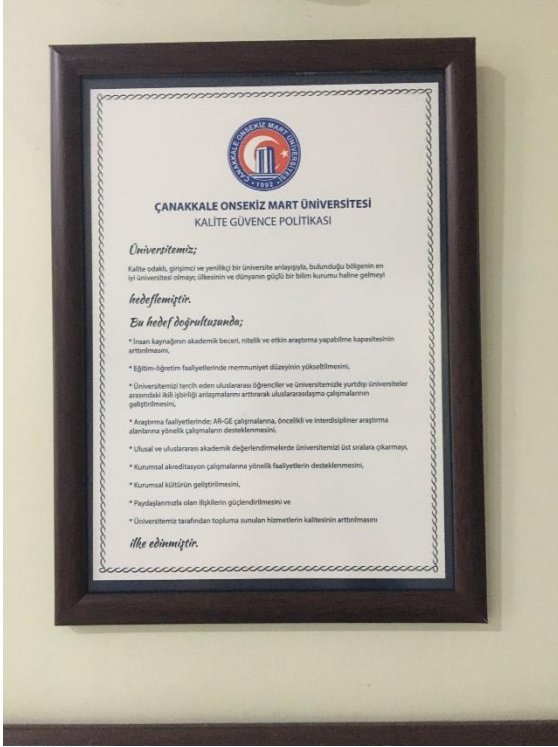 ÇANAKKALE ONSEKİZ MART ÜNİVERSİTESİ
1992
ÇANAKKALE ONSEKİZ MART ÜNİVERSİTESİ
KALİTE GÜVENCE POLİTİKASI
Üniversitemiz;
Kalite odaklı, girişimci ve yenilikçi bir üniversite anlayışıyla, bulunduğu bölgenin en
iyi üniversitesi olmayı; ülkesinin ve dünyanın güçlü bir bilim kurumu haline gelmeyi
hedeflemiştir.
Bu hedef doğrultusunda;
* İnsan kaynağının akademik beceri, nitelik ve etkin araştırma yapabilme kapasitesinin
arttırılmasını,
* Eğitim-öğretim faaliyetlerinde memnuniyet düzeyinin yükseltilmesini,
* Üniversitemizi tercih eden uluslararası öğrenciler ve üniversitemizle yurtdışı üniversiteler
arasındaki ikili işbirliği anlaşmalarını arttırarak uluslararasılaşma çalışmalarının
geliştirilmesini,
* Araştırma faaliyetlerinde; AR-GE çalışmalarına, öncelikli ve interdisipliner araştırma
alanlarına yönelik çalışmaların desteklenmesini,
* Ulusal ve uluslararası akademik değerlendirmelerde üniversitemizi üst sıralara çıkarmayı,
* Kurumsal akreditasyon çalışmalarına yönelik faaliyetlerin desteklenmesini,
* Kurumsal kültürün geliştirilmesini,
* Paydaşlarımızla olan ilişkilerin güçlendirilmesini ve
* Üniversitemiz tarafından topluma sunulan hizmetlerin kalitesinin arttırılmasını
ilke edinmiştir.